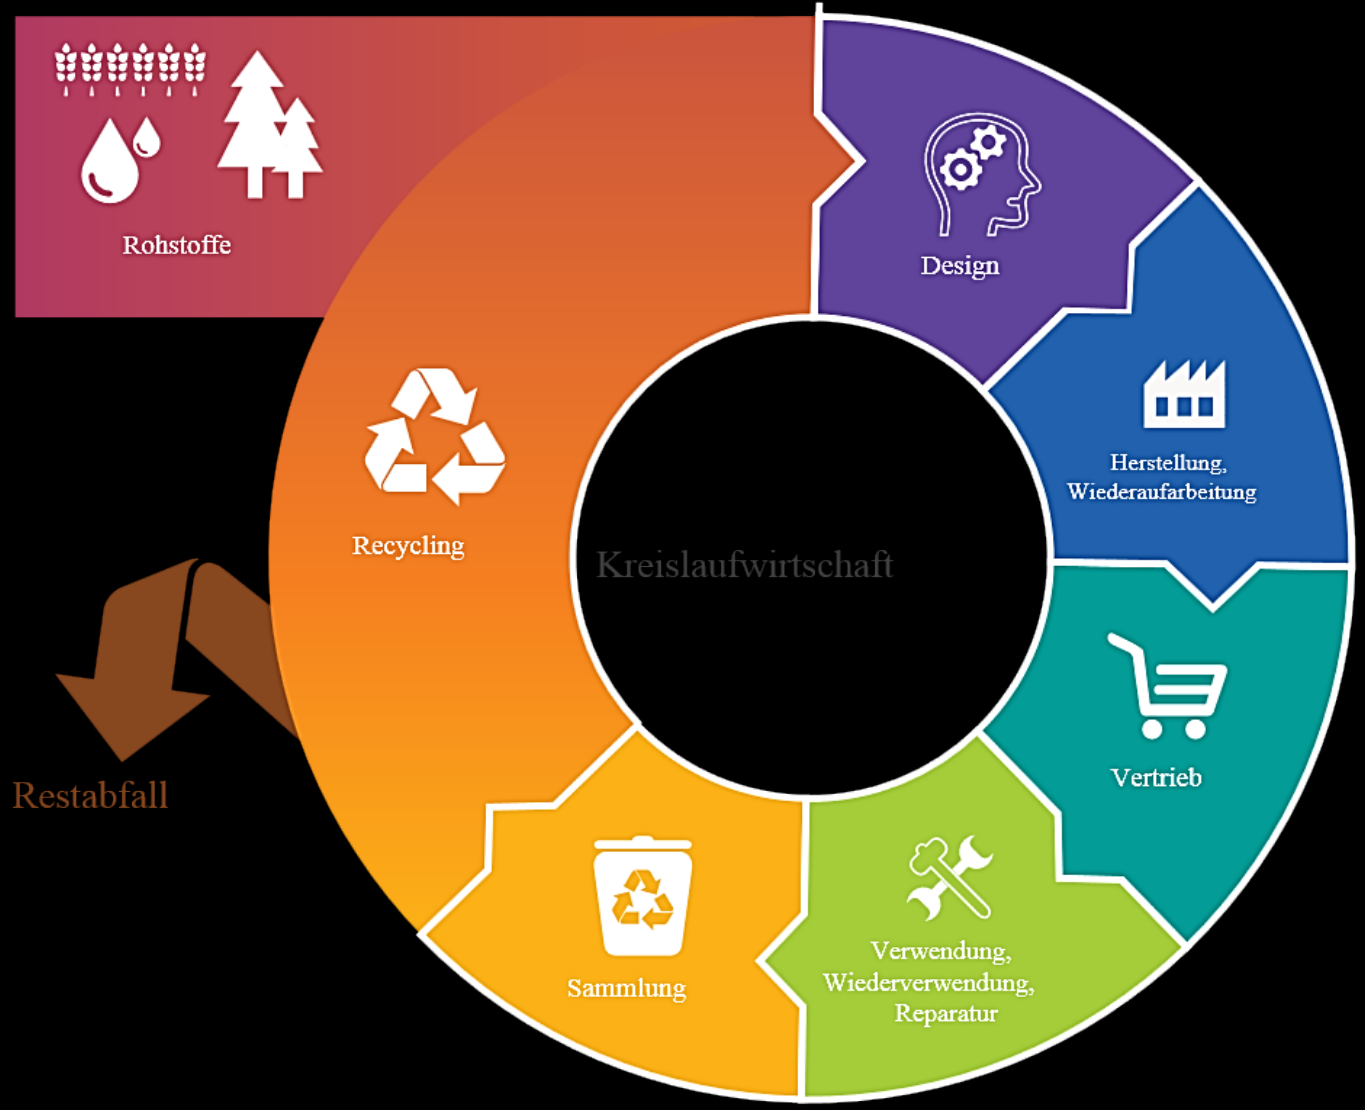 Rohstoffe
Design
Herstellung,
Wiederaufarbeitung
Recycling
Kreislaufwirtschaft
Vertrieb
Restabfall
Verwendung,
Wiederverwendung,
Reparatur
Sammlung